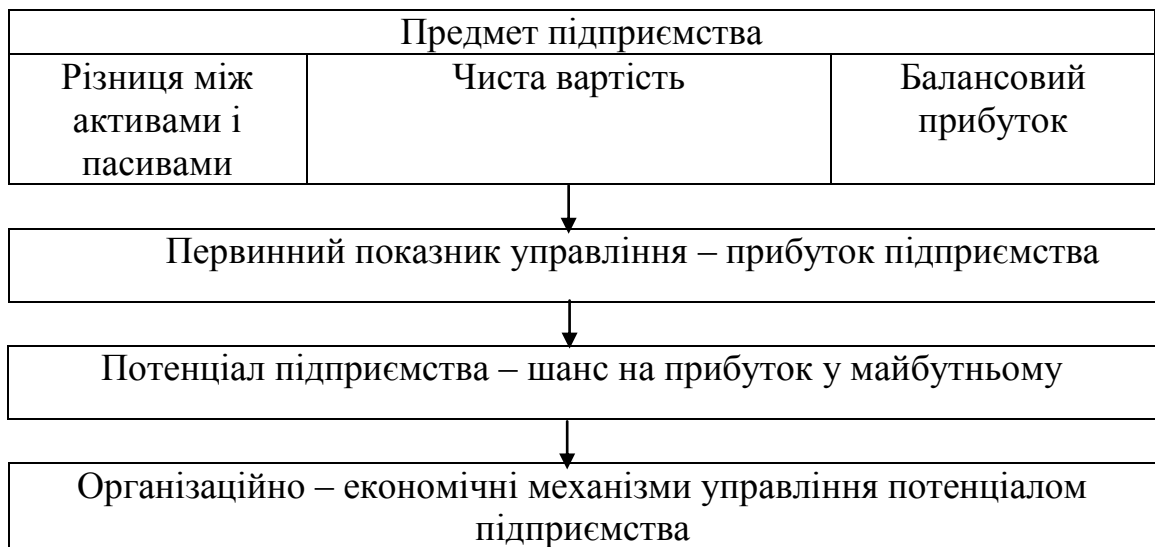 Предмет підприємства
Різниця між
активами і
пасивами
Чиста вартість
Балансовий
прибуток
Первинний показник управління – прибуток підприємства
Потенціал підприємства – шанс на прибуток у майбутньому
Організаційно – економічні механізми управління потенціалом
підприємства